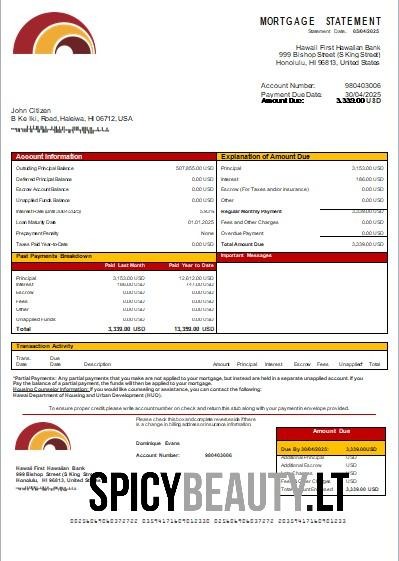 MORTGAGE STATEMENT
Statement Date: 05/04/2025
Hawaii First Hawaiian Bank
999 Bishop Street (S King Street)
Honolulu, HI 96813, United States
Account Number: 980403006
Payment Due Date: 30/04/2025
Amount Due: 3,339.00 USD
John Citizen
B Ke Iki, Road, Haleiwa, HI 06712, USA
Account Information
Outstanding Principal Balance 507,855.00 USD
Deferred Principal Balance 0.00 USD
Escrow Account Balance 0.00 USD
Unapplied Funds Balance 0.00 USD
Interest Rate (until 30/04/2025)
Loan Maturity Date 01.01.2025
Prepayment Penalty None
Taxes Paid Year-to-Date 0.00 USD
Explanation of Amount Due
Principal 3,153.00 USD
Interest 186.00 USD
Escrow (For Taxes and/or Insurance) 0.00 USD
Other 0.00 USD
Regular Monthly Payment 3,339.00 USD
Fees and Other Charges 0.00 USD
Overdue Payment 0.00 USD
Total Amount Due 3,339.00 USD
Past Payments Breakdown
Paid Last Month Paid Year to Date
Principal 3,153.00 USD 12,612.00 USD
Interest 186.00 USD 747.00 USD
Escrow 0.00 USD 0.00 USD
Fees 0.00 USD 0.00 USD
Other 0.00 USD 0.00 USD
Unapplied Funds 0.00 USD 0.00 USD
Total 3,339.00 USD 13,359.00 USD
Important Messages
Transaction Activity
Trans. Date Due Date Description Amount Principal Interest Escrow Fees Unapplied* Total
*Partial Payments: Any partial payments that you make are not applied to your mortgage, but instead are held in a separate unapplied account. If you
Pay the balance of a partial payment, the funds will then be applied to your mortgage.
Housing Counselor Information: If you would like counseling or assistance, you can contact the following:
Hawaii Department of Housing and Urban Development (HUD).
To ensure proper credit, please write account number on check and return this stub along with your payment in envelope provided.
Please check this box and complete reverse side if there
is a change in billing address or insurance information
Hawaii First Hawaiian Bank
999 Bishop Street (S King Street)
Honolulu, HI 96813, United
Dominique Evans
Account Number: 980403006
Amount Due
Due By 30/04/2025: 3,339.00 USD
Additional Principal USD
Additional Escrow USD
Late Charges USD
Fees & Other Charges USD
Total Amount Enclosed 3,339.00 USD
SPICYBEAUTY.LT